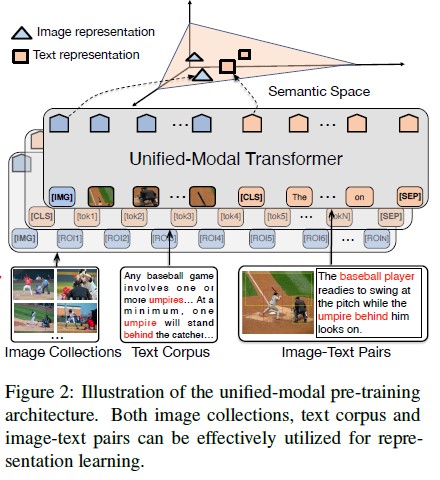 Image representation
Text representation
Semantic Space
Unified-Modal Transformer
[IMG] [CLS] The on [SEP]
[CLS] [tok1] [tok2] [tok3] [tok4] [tok5] [tokN] [SEP]
[IMG] [ROI1] [ROI2] [ROI4] [ROI5] [ROI6] [ROIN]
Any baseball game
involves one or
more umpires... At a
minimum, one
umpire will stand
behind the catcher...
The baseball player
readies to swing at
the pitch while the
umpire behind him
looks on.
Image Collections Text Corpus Image-Text Pairs
Figure 2: Illustration of the unified-modal pre-training
architecture. Both image collections, text corpus and
image-text pairs can be effectively utilized for repre-
sentation learning.